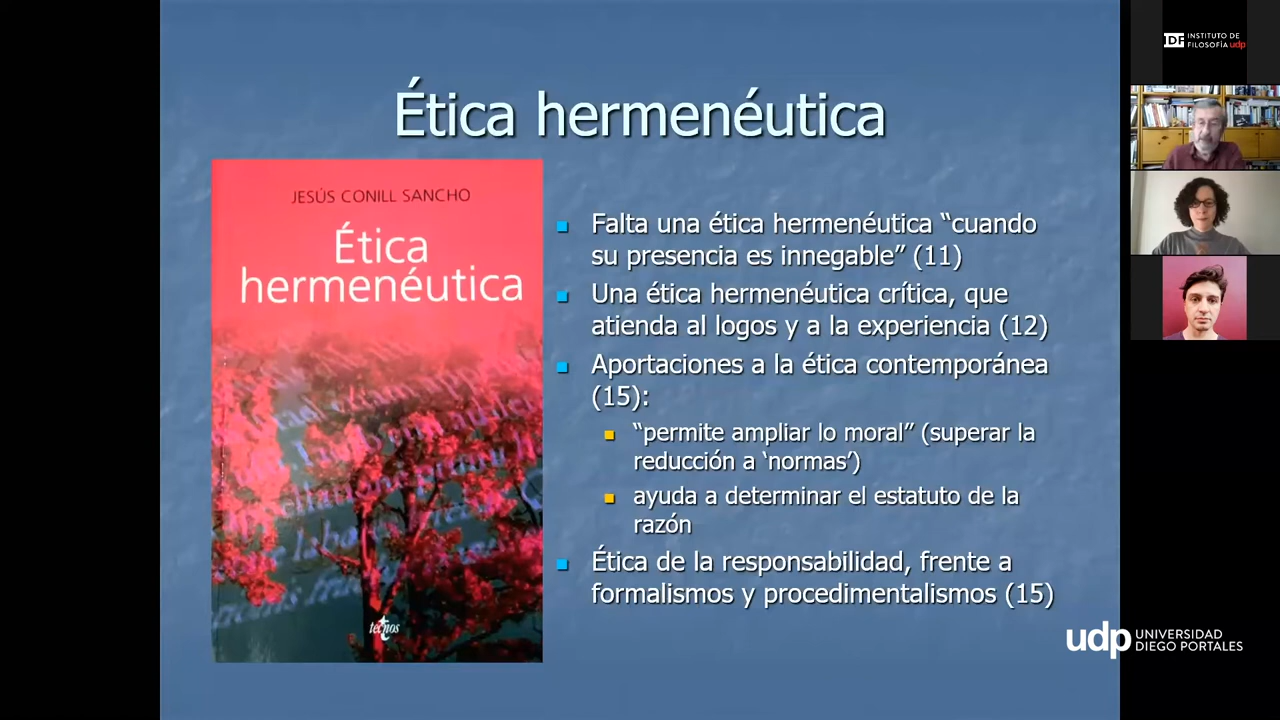 Ética hermenéutica
JESÚS CONILL SANCHO
Ética
hermenéutica
tecnos
Falta una ética hermenéutica “cuando
su presencia es innegable” (11)
Una ética hermenéutica crítica, que
atienda al logos y a la experiencia (12)
Aportaciones a la ética contemporánea
(15):
“permite ampliar lo moral” (superar la
reducción a ‘normas’)
ayuda a determinar el estatuto de la
razón
Ética de la responsabilidad, frente a
formalismos y procedimentalismos (15)
IDF INSTITUTO DE
FILOSOFÍA udp
udp UNIVERSIDAD
DIEGO PORTALES